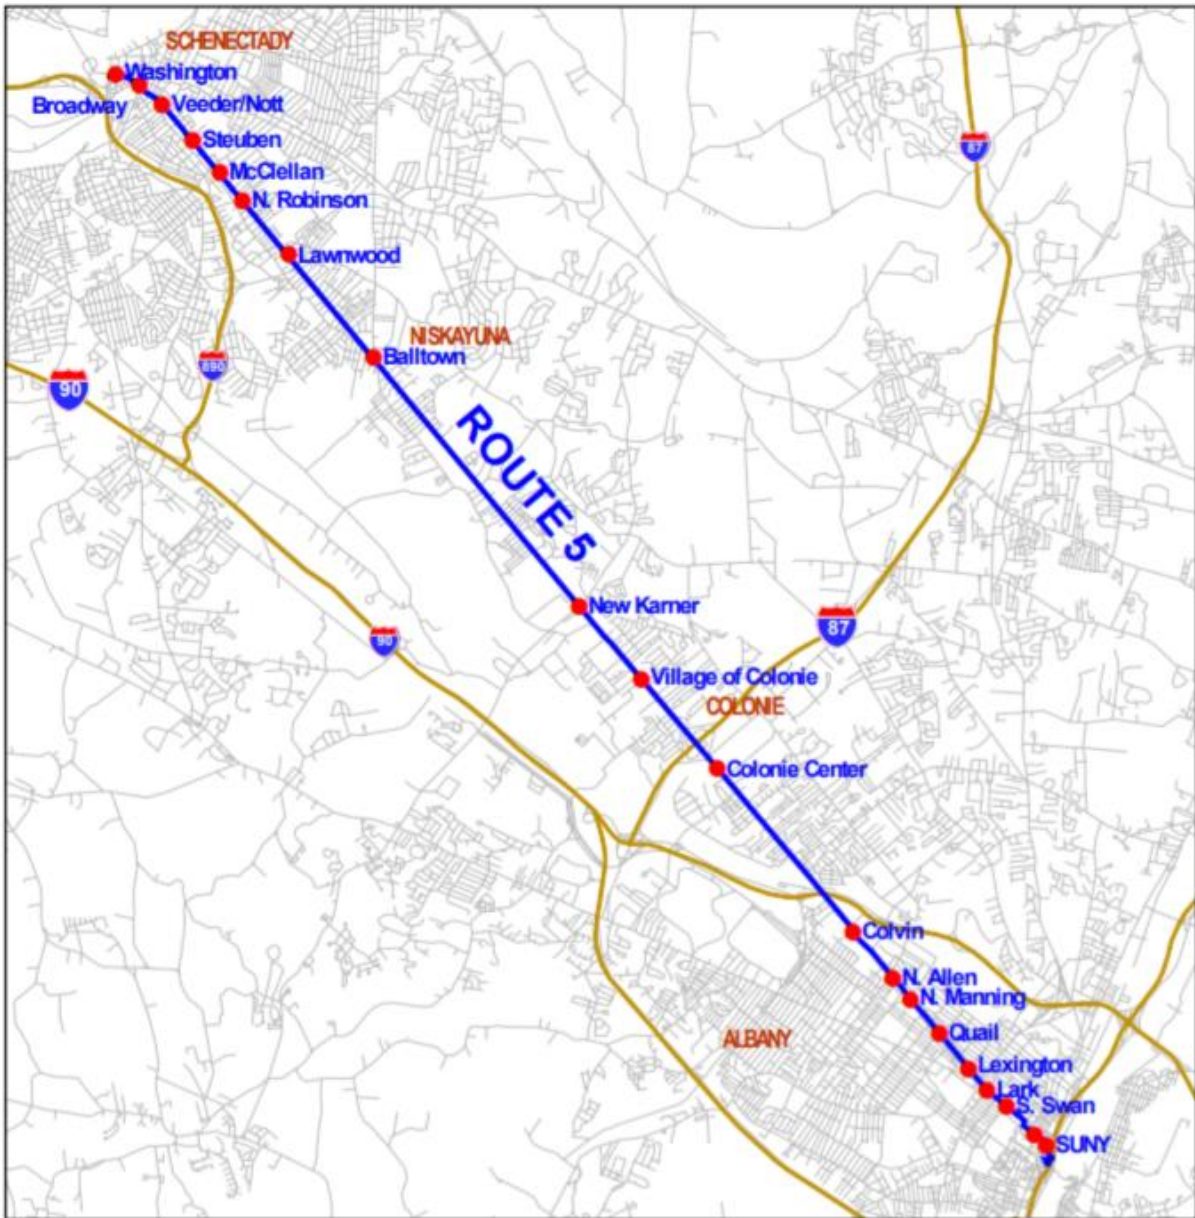 SCHENECTADY
Washington
Broadway
Veeder/Nott
Steuben
McClellan
87
N. Robinson
Lawnwood
NISKAYUNA
Balltown
890
90
ROUTE 5
New Karner
87
90
Village of Colonie
COLONIE
Colonie Center
Colvin
N. Allen
N. Manning
Quail
ALBANY
Lexington
Lark
S. Swan
SUNY